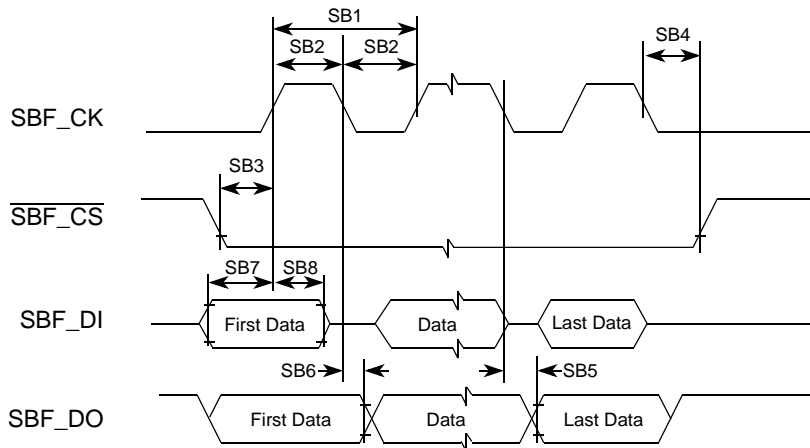 SB1
SB2 SB2 SB4
SBF_CK
SB3
SBF_CS
SB7 SB8
SBF_DI First Data Data Last Data
SB6 SB5
SBF_DO First Data Data Last Data